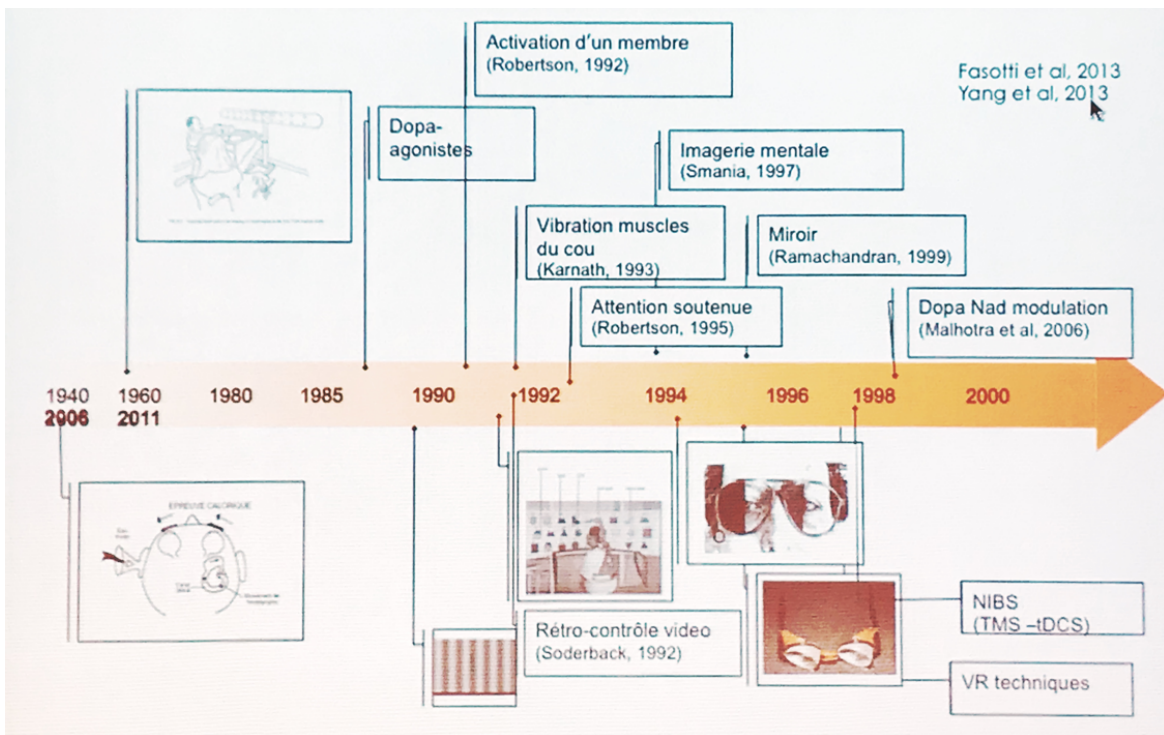 Activation d'un membre
(Robertson, 1992)
Fasotti et al, 2013
Yang et al, 2013
Dopa-
agonistes
Imagerie mentale
(Smania, 1997)
Vibration muscles
du cou
(Karnath, 1993)
Miroir
(Ramachandran, 1999)
Attention soutenue
(Robertson, 1995)
Dopa Nad modulation
(Malhotra et al, 2006)
1940 1960 1980 1985 1990 1992 1994 1996 1998 2000
2006 2011
EPREUVE CALORIQUE
Rétro-contrôle video
(Soderback, 1992)
NIBS
(TMS –tDCS)
VR techniques